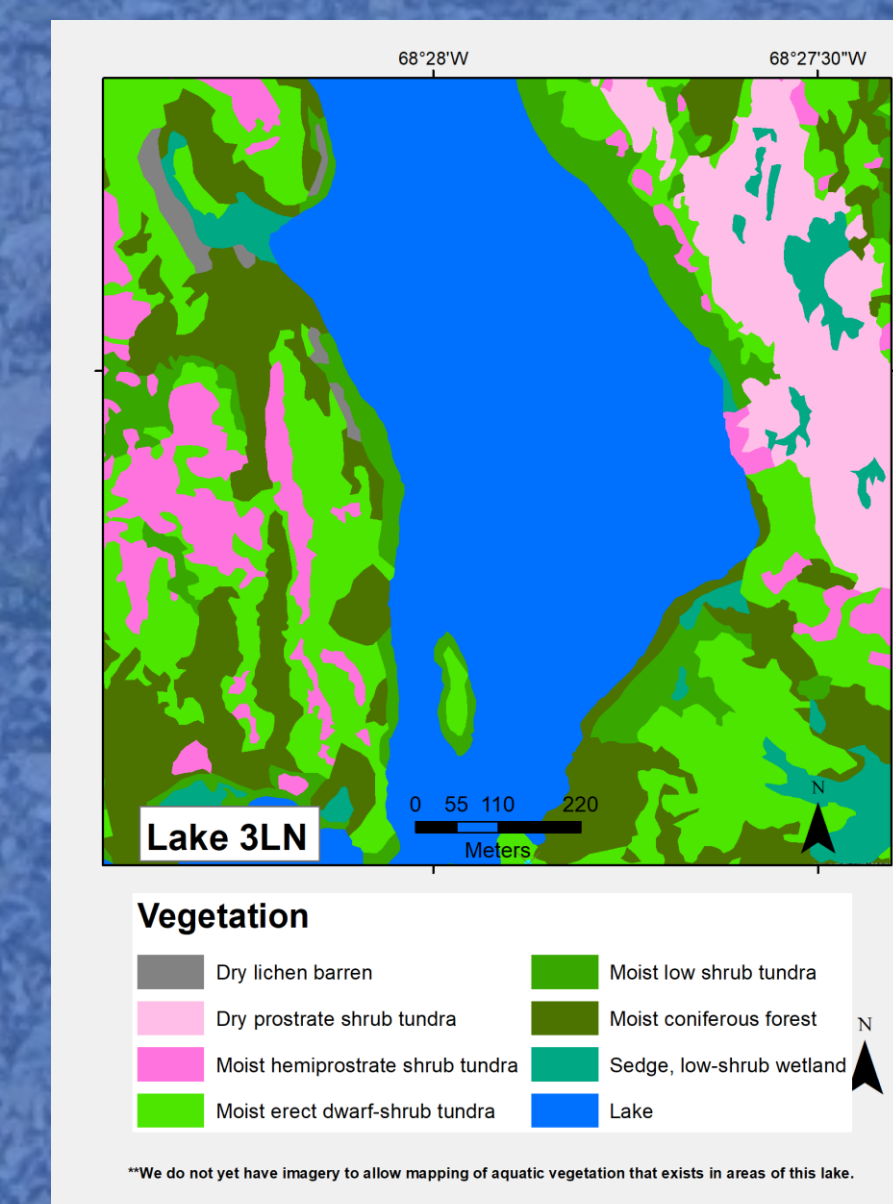 68°28'W 68°27'30"W
N
0 55 110 220
Meters
Lake 3LN
Vegetation
Dry lichen barren
Dry prostrate shrub tundra
Moist hemiprostrate shrub tundra
Moist erect dwarf-shrub tundra
Moist low shrub tundra
Moist coniferous forest
Sedge, low-shrub wetland
Lake
N
**We do not yet have imagery to allow mapping of aquatic vegetation that exists in areas of this lake.